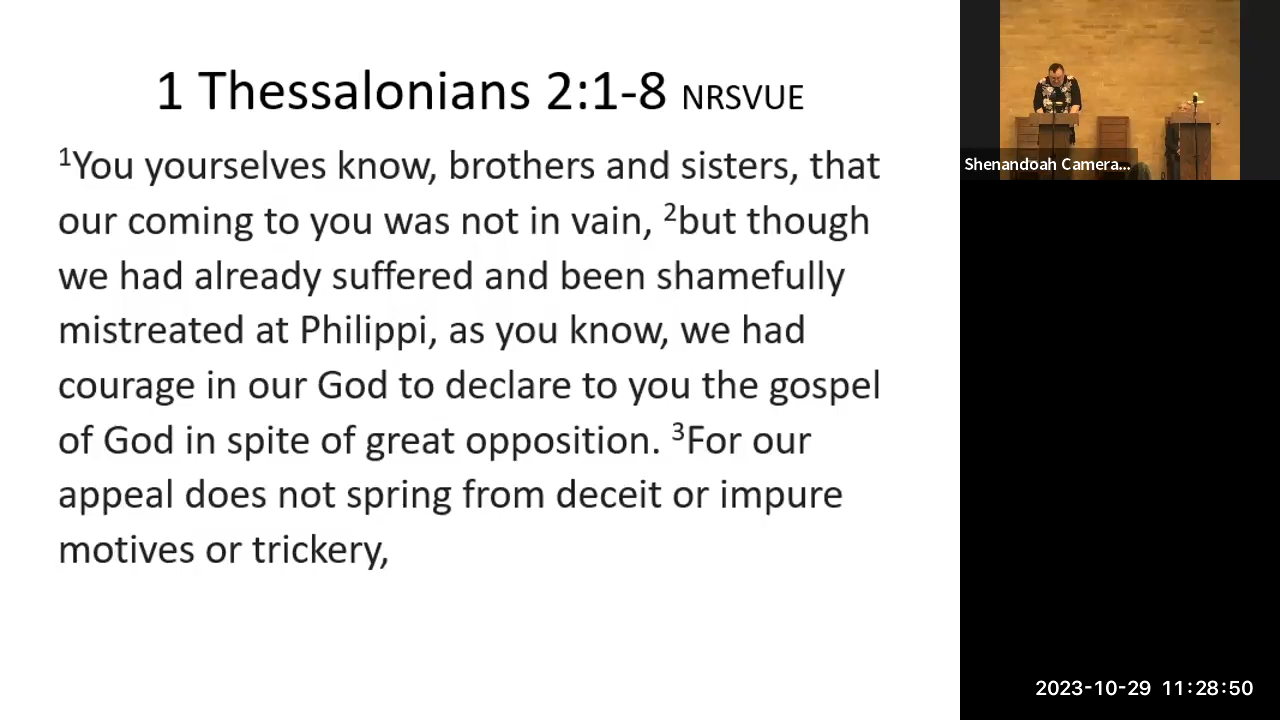 1 Thessalonians 2:1-8 NRSVUE
¹You yourselves know, brothers and sisters, that
our coming to you was not in vain, ²but though
we had already suffered and been shamefully
mistreated at Philippi, as you know, we had
courage in our God to declare to you the gospel
of God in spite of great opposition. ³For our
appeal does not spring from deceit or impure
motives or trickery,
Shenandoah Camera...
2023-10-29 11:28:50